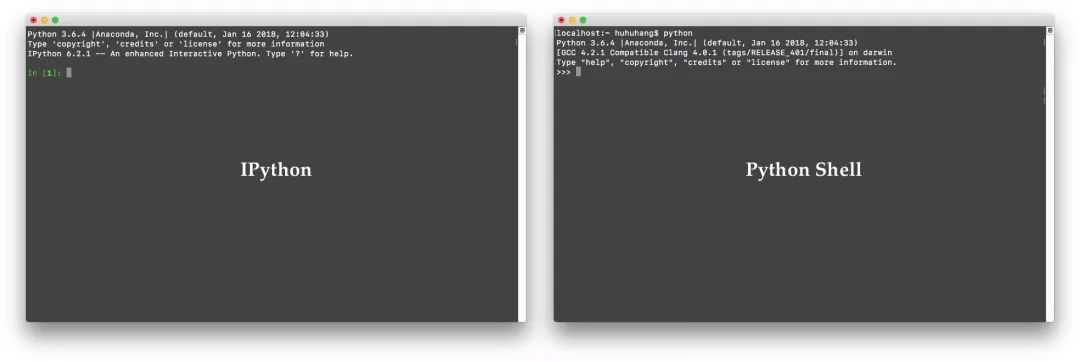 Python 3.6.4 |Anaconda, Inc.| (default, Jan 16 2018, 12:04:33)
Type 'copyright', 'credits' or 'license' for more information
IPython 6.2.1 -- An enhanced Interactive Python. Type '?' for help.
In [1]:
IPython
localhost:~ huhuhang$ python
Python 3.6.4 |Anaconda, Inc.| (default, Jan 16 2018, 12:04:33)
[GCC 4.2.1 Compatible Clang 4.0.1 (tags/RELEASE_401/final)] on darwin
Type "help", "copyright", "credits" or "license" for more information.
>>>
Python Shell